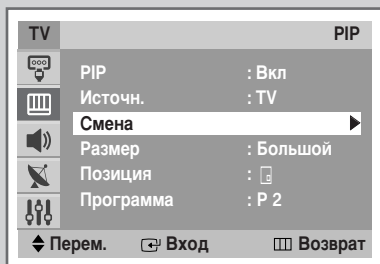 TV PIP
PIP : Вкл
Источн. : TV
Смена
Размер : Большой
Позиция :
Программа : P 2
Перем. Вход Возврат